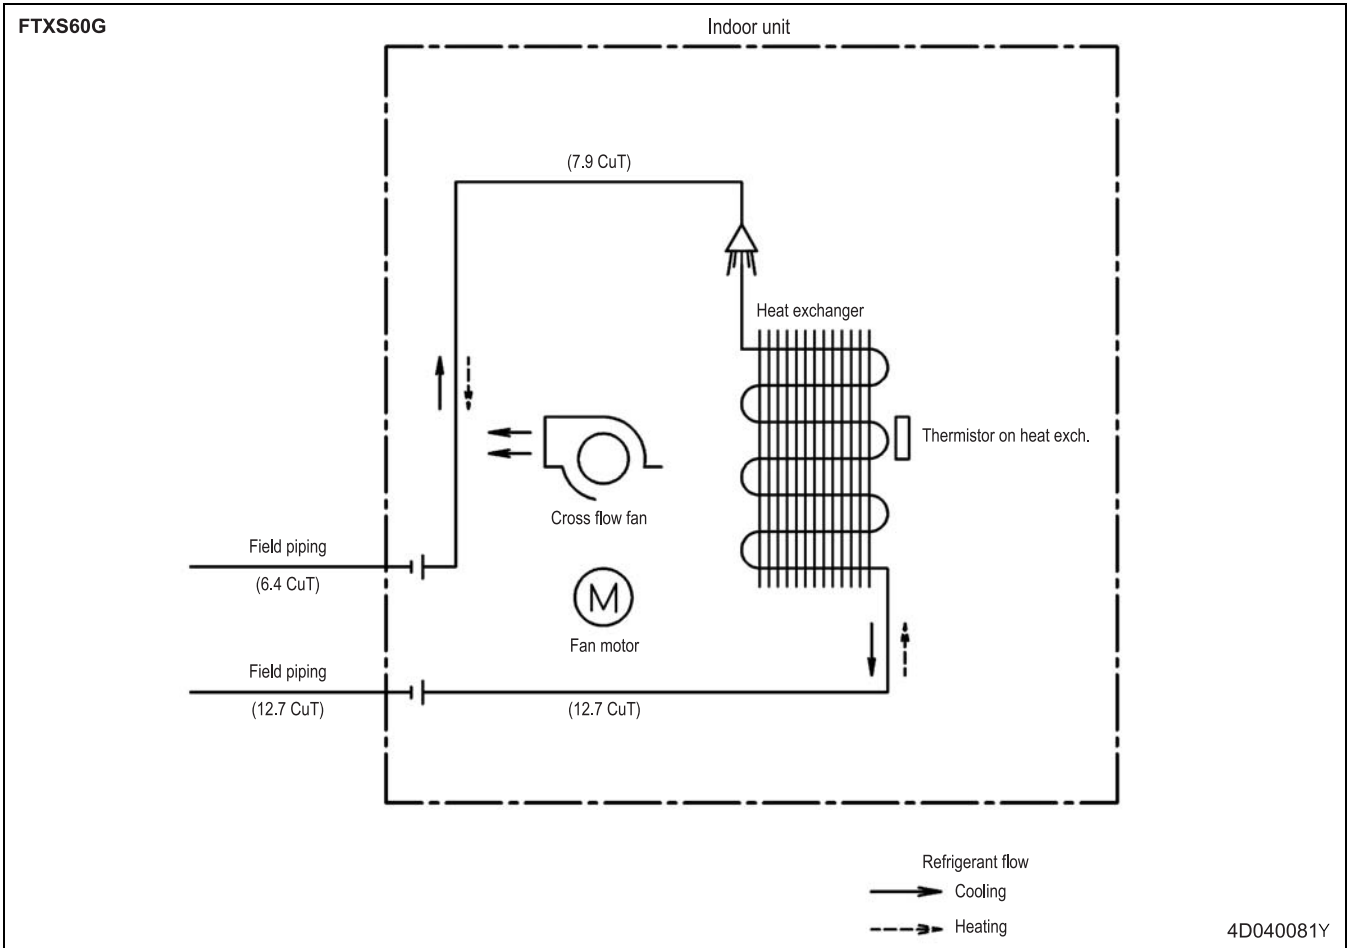 FTXS60G
Indoor unit
(7.9 CuT)
Heat exchanger
Thermistor on heat exch.
Cross flow fan
Field piping
(6.4 CuT)
M
Fan motor
Field piping
(12.7 CuT)
(12.7 CuT)
Refrigerant flow
Cooling
Heating
4D040081Y